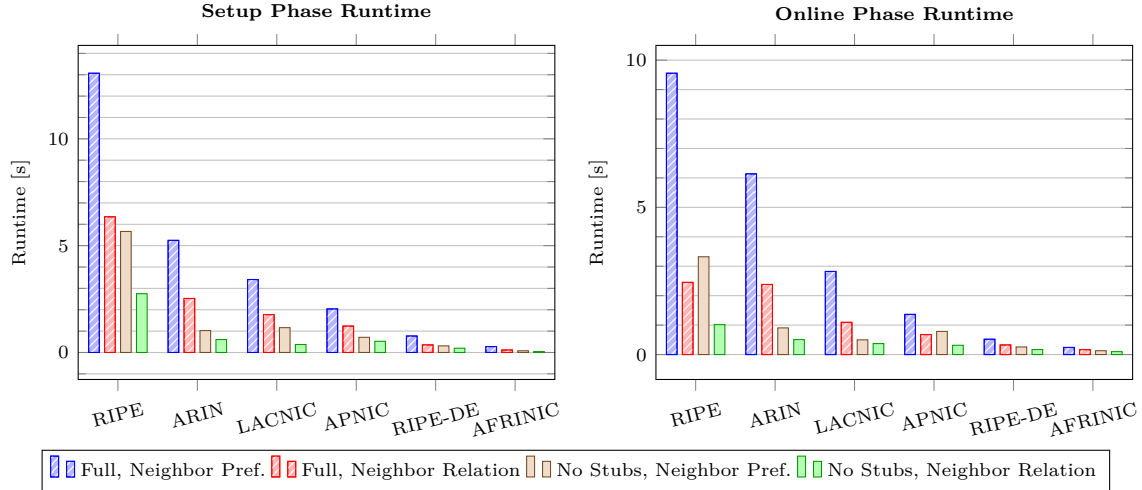 Setup Phase Runtime
Runtime [s]
10
5
0
RIPE ARIN LACNIC APNIC RIPE-DE AFRINIC
Online Phase Runtime
Runtime [s]
10
5
0
RIPE ARIN LACNIC APNIC RIPE-DE AFRINIC
Full, Neighbor Pref. Full, Neighbor Relation No Stubs, Neighbor Pref. No Stubs, Neighbor Relation